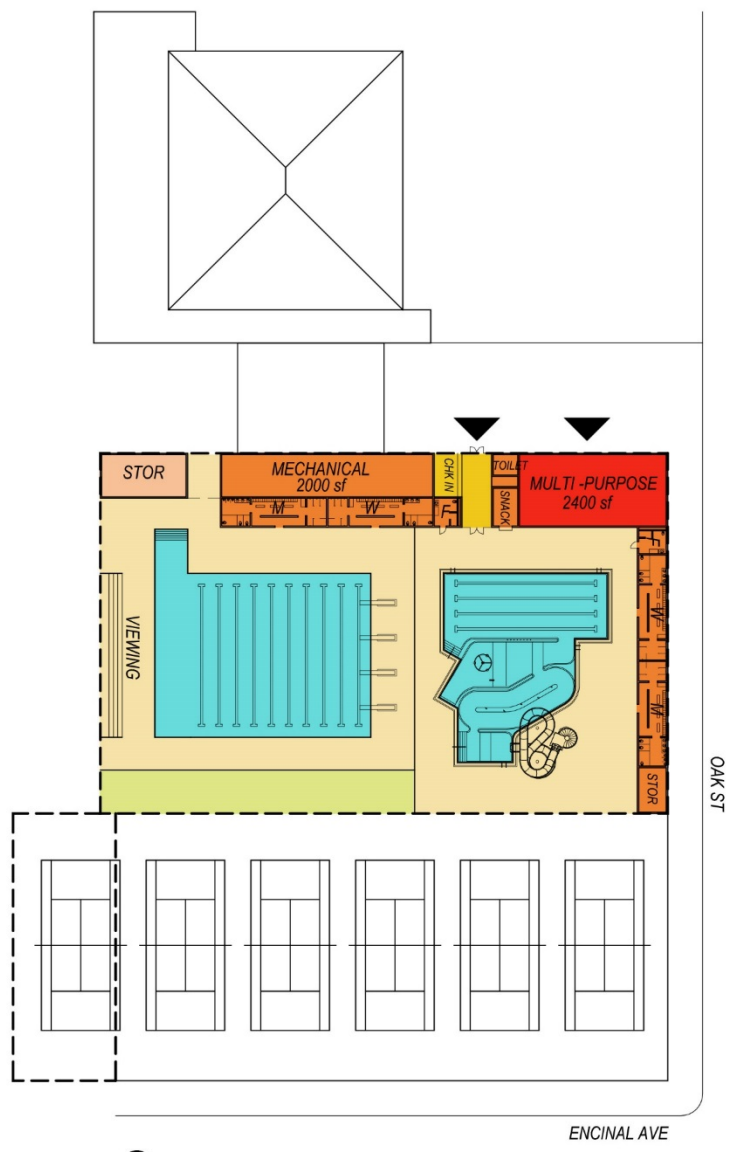 STOR
MECHANICAL
2000 sf
CHK IN
TOILET
MULTI -PURPOSE
2400 sf
SNACK
M
W
F
F
W
VIEWING
M
STOR
OAK ST
ENCINAL AVE